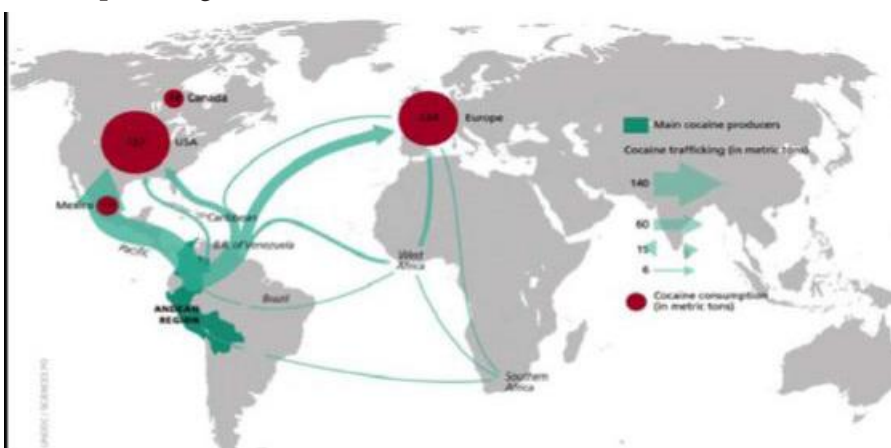 Canada
USA
Europe
Mexico
Caribbean
Pacific
B.R. of Venezuela
West
Africa
Brazil
ANDEAN
REGION
Southern
Africa
Main cocaine producers
Cocaine trafficking (in metric tons)
140
60
15
6
Cocaine consumption
(in metric tons)